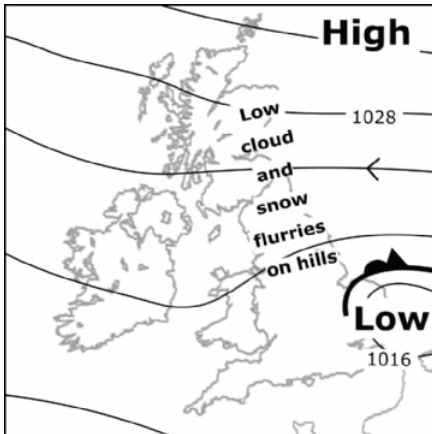 High
1028
Low
cloud
and
snow
flurries
on hills
Low
1016